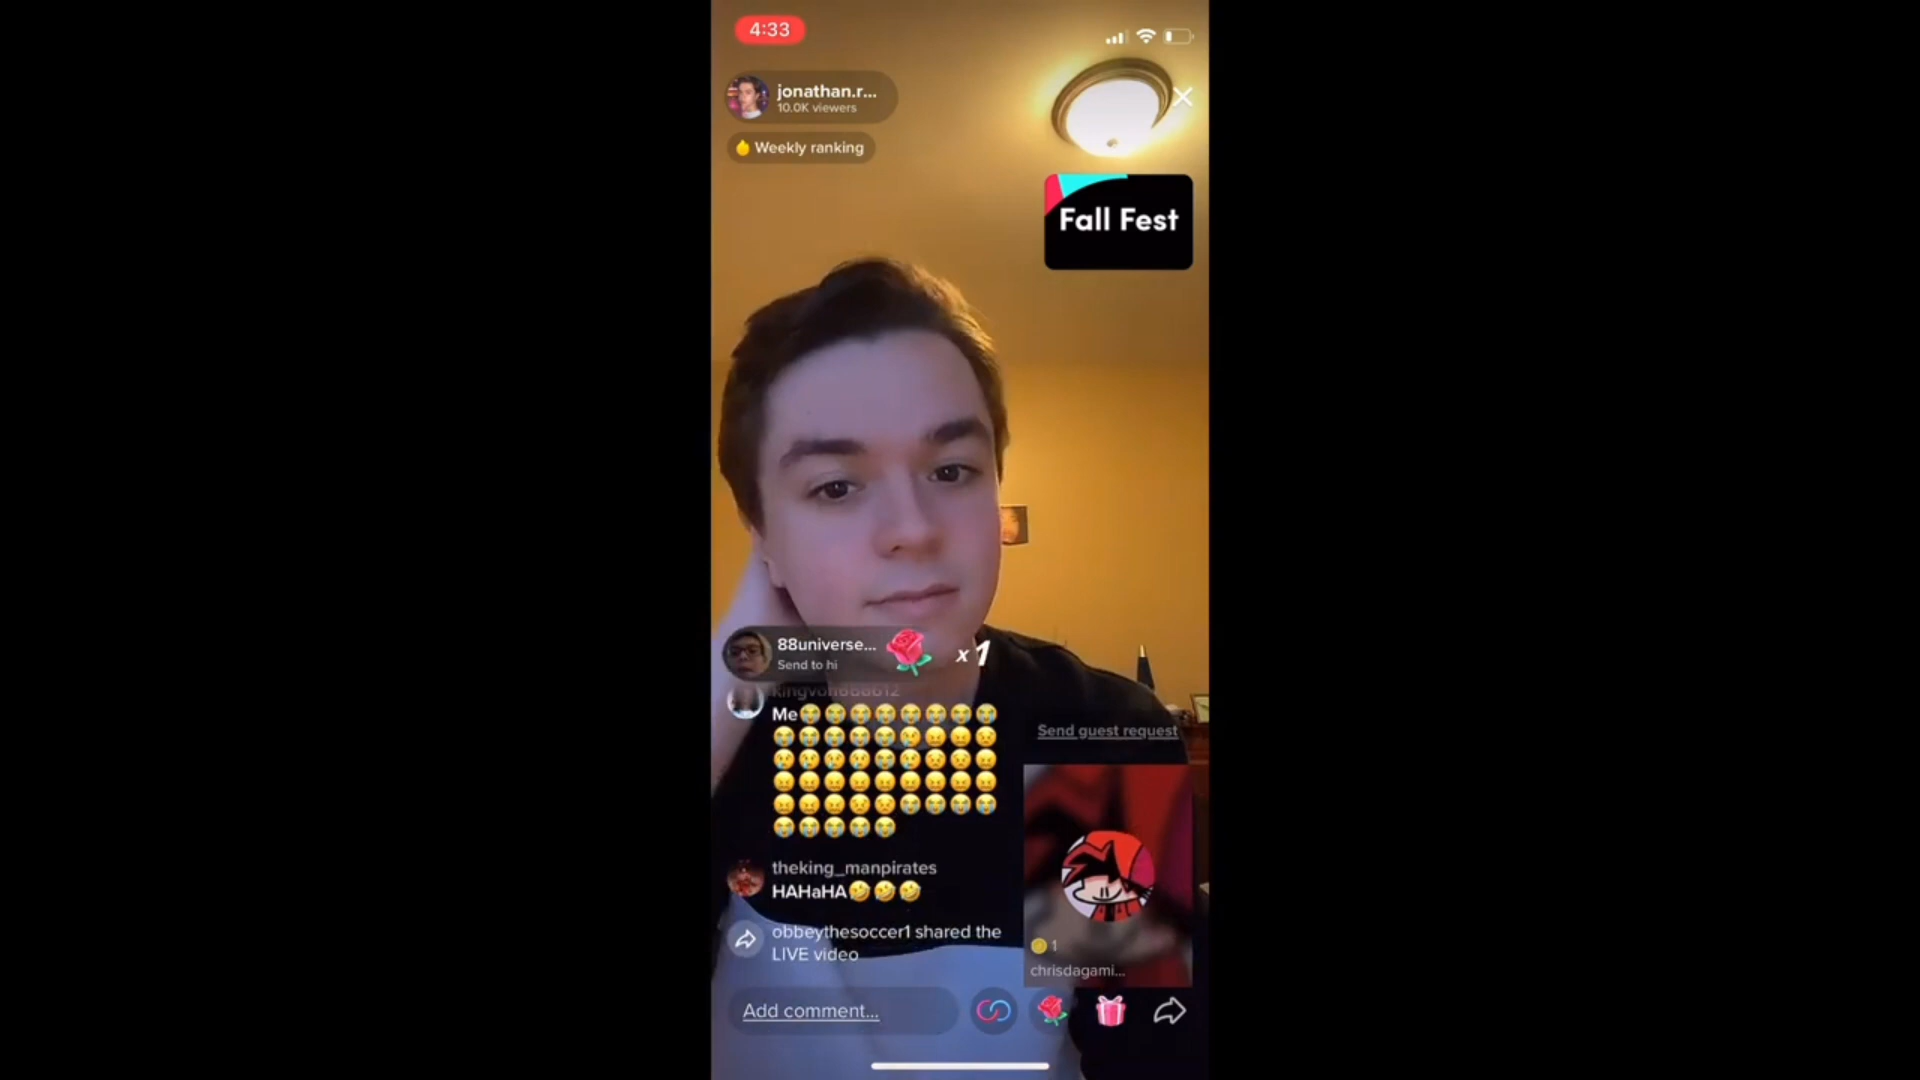 4:33
jonathan.r...
10.0K viewers
Weekly ranking
Fall Fest
88universe...
Send to hi
x1
Me😭😭😭😭😭😭😭😭
Send guest request
theking_manpirates
HAHaHA🤣🤣🤣
obbeythesoccer1 shared the
LIVE video
1
chrisdagami...
Add comment...